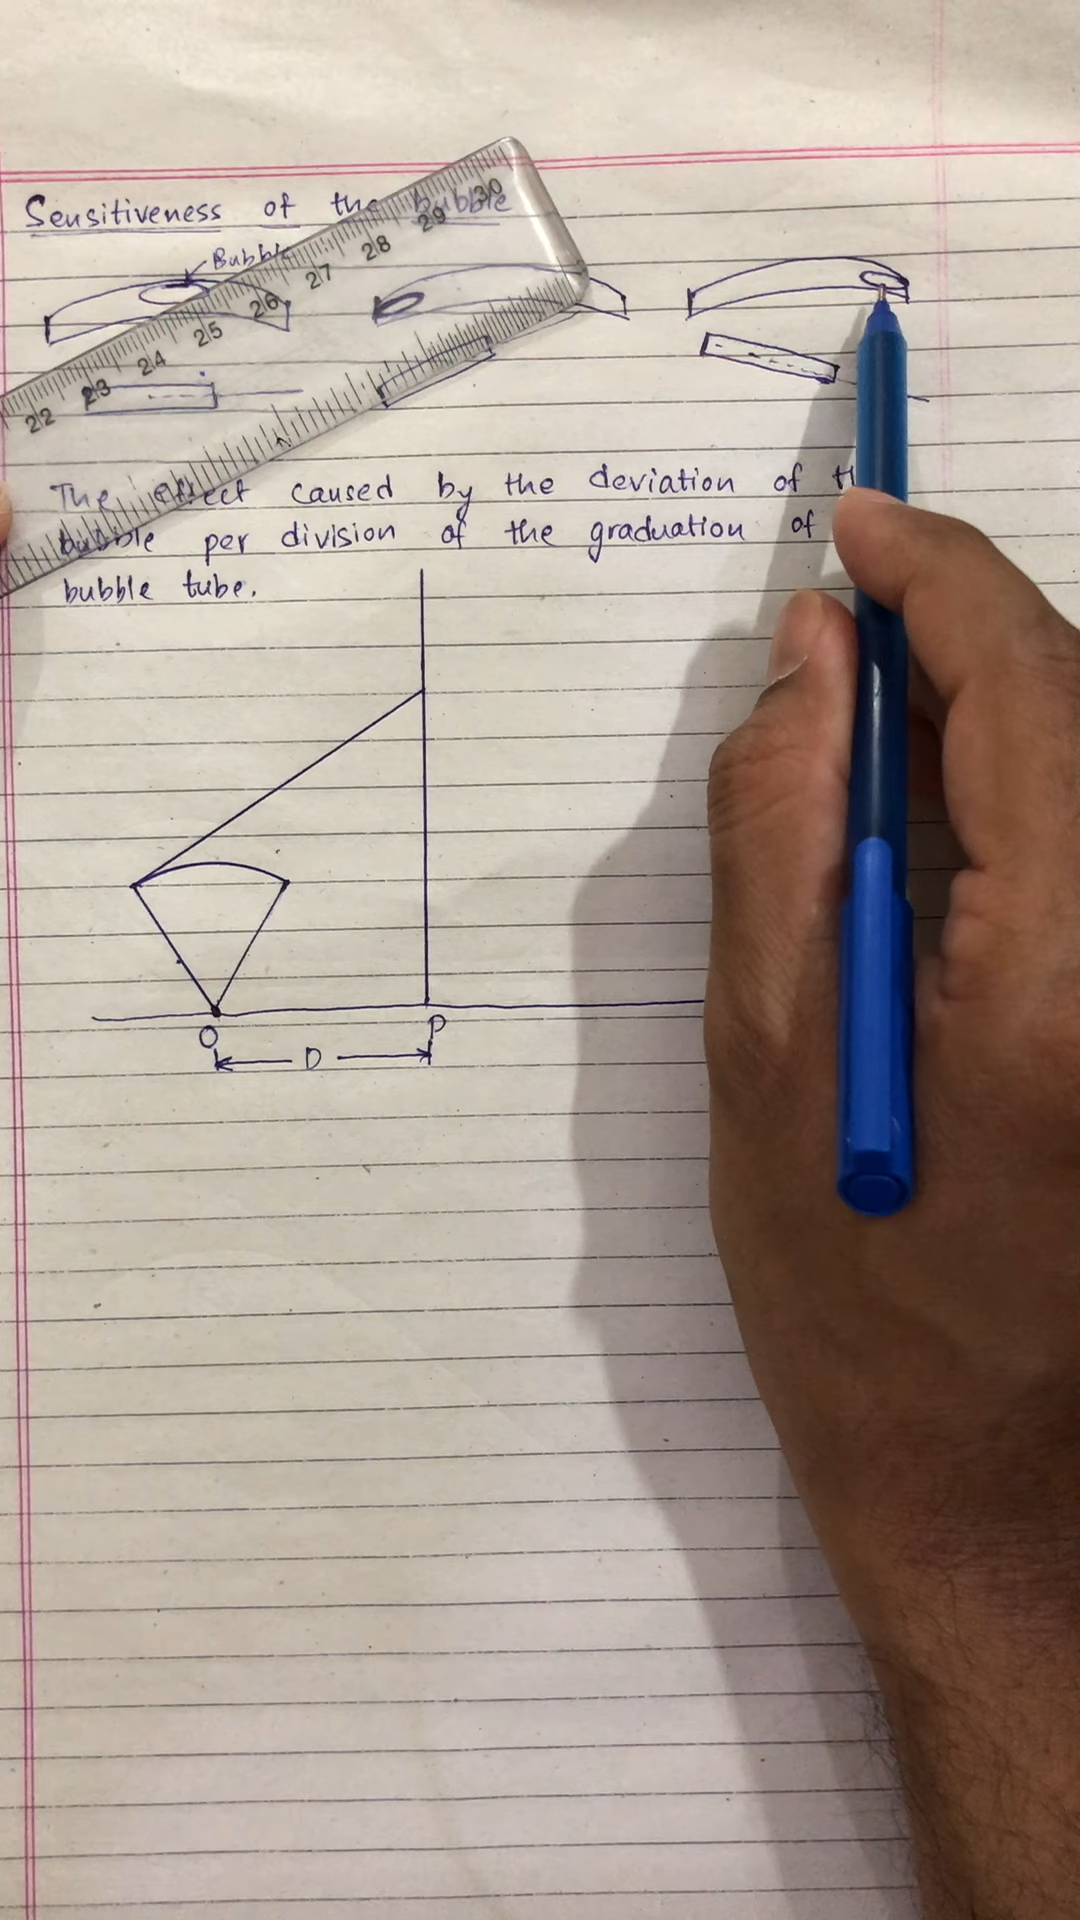 Sensitiveness of the bubble
Bubble
22 23 24 25 26 27 28 29 30
The effect caused by the deviation of
bubble per division of the graduation of
bubble tube.
O P
D